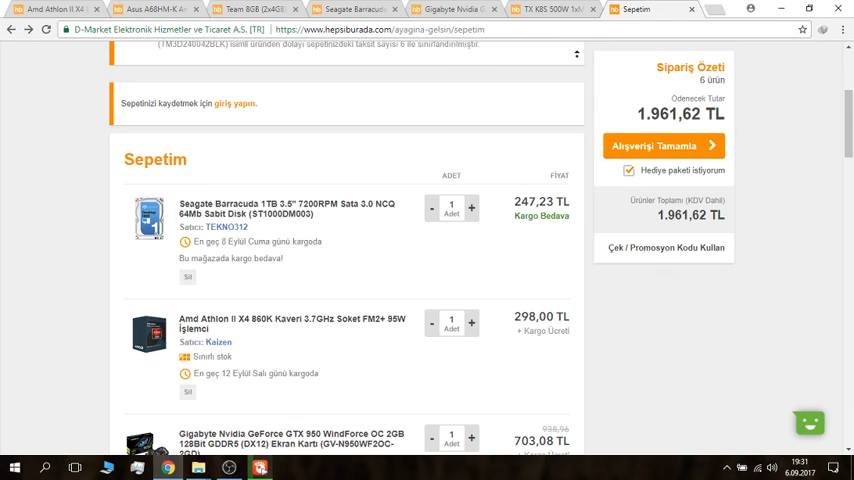 Amd Athlon II X4 8
Asus A68HM-K An
Team 8GB (2x4GB)
Seagate Barracuda
Gigabyte Nvidia G
TX K8S 500W 1xM
Sepetim
D-Market Elektronik Hizmetler ve Ticaret A.S. [TR]
https://www.hepsiburada.com/ayagina-gelsin/sepetim
(TM3D240042BLK) isimli üründen dolayı sepetinizdeki taksit sayısı 6 ile sınırlandırılmıştır.
Sepetinizi kaydetmek için giriş yapın.
Sepetim
ADET
FİYAT
Seagate Barracuda 1TB 3.5" 7200RPM Sata 3.0 NCQ
64Mb Sabit Disk (ST1000DM003)
Satıcı: TEKNO312
En geç 8 Eylül Cuma günü kargoda
Bu mağazada kargo bedava!
Sil
- 1 +
Adet
247,23 TL
Kargo Bedava
Amd Athlon II X4 860K Kaveri 3.7GHz Soket FM2+ 95W
İşlemci
Satıcı: Kaizen
Sınırlı stok
En geç 12 Eylül Salı günü kargoda
Sil
- 1 +
Adet
298,00 TL
+ Kargo Ücreti
Gigabyte Nvidia GeForce GTX 950 WindForce OC 2GB
128Bit GDDR5 (DX12) Ekran Kartı (GV-N950WF2OC-
2GD)
- 1 +
Adet
938,96
703,08 TL
+ Kargo Ücreti
Sipariş Özeti
6 ürün
Ödenecek Tutar
1.961,62 TL
Alışverişi Tamamla
Hediye paketi istiyorum
Ürünler Toplamı (KDV Dahil)
1.961,62 TL
Çek / Promosyon Kodu Kullan
19:31
6.09.2017